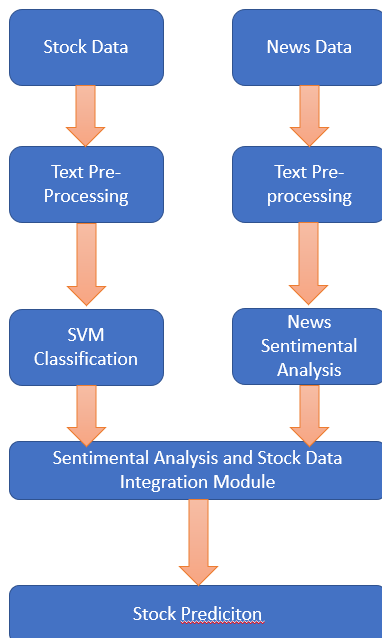 Stock Data
News Data
Text Pre-
Processing
Text Pre-
processing
SVM
Classification
News
Sentimental
Analysis
Sentimental Analysis and Stock Data
Integration Module
Stock Prediciton